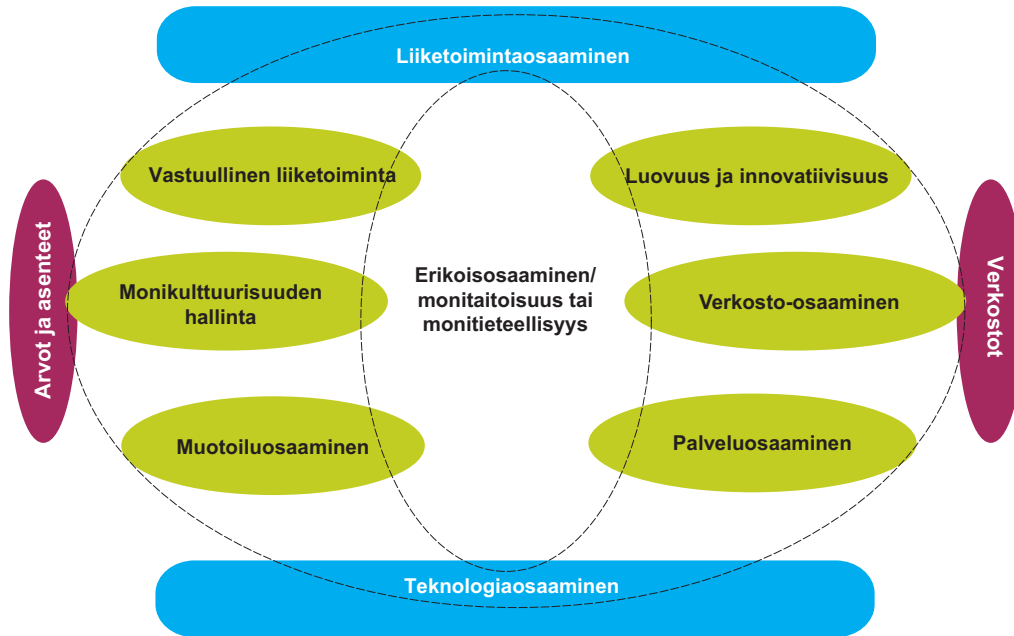 Liiketoimintaosaaminen
Vastuullinen liiketoiminta
Luovuus ja innovatiivisuus
Arvot ja asenteet
Monikulttuurisuuden
hallinta
Erikoisosaaminen/
monitaitoisuus tai
monitieteellisyys
Verkosto-osaaminen
Verkostot
Muotoiluosaaminen
Palveluosaaminen
Teknologiaosaaminen